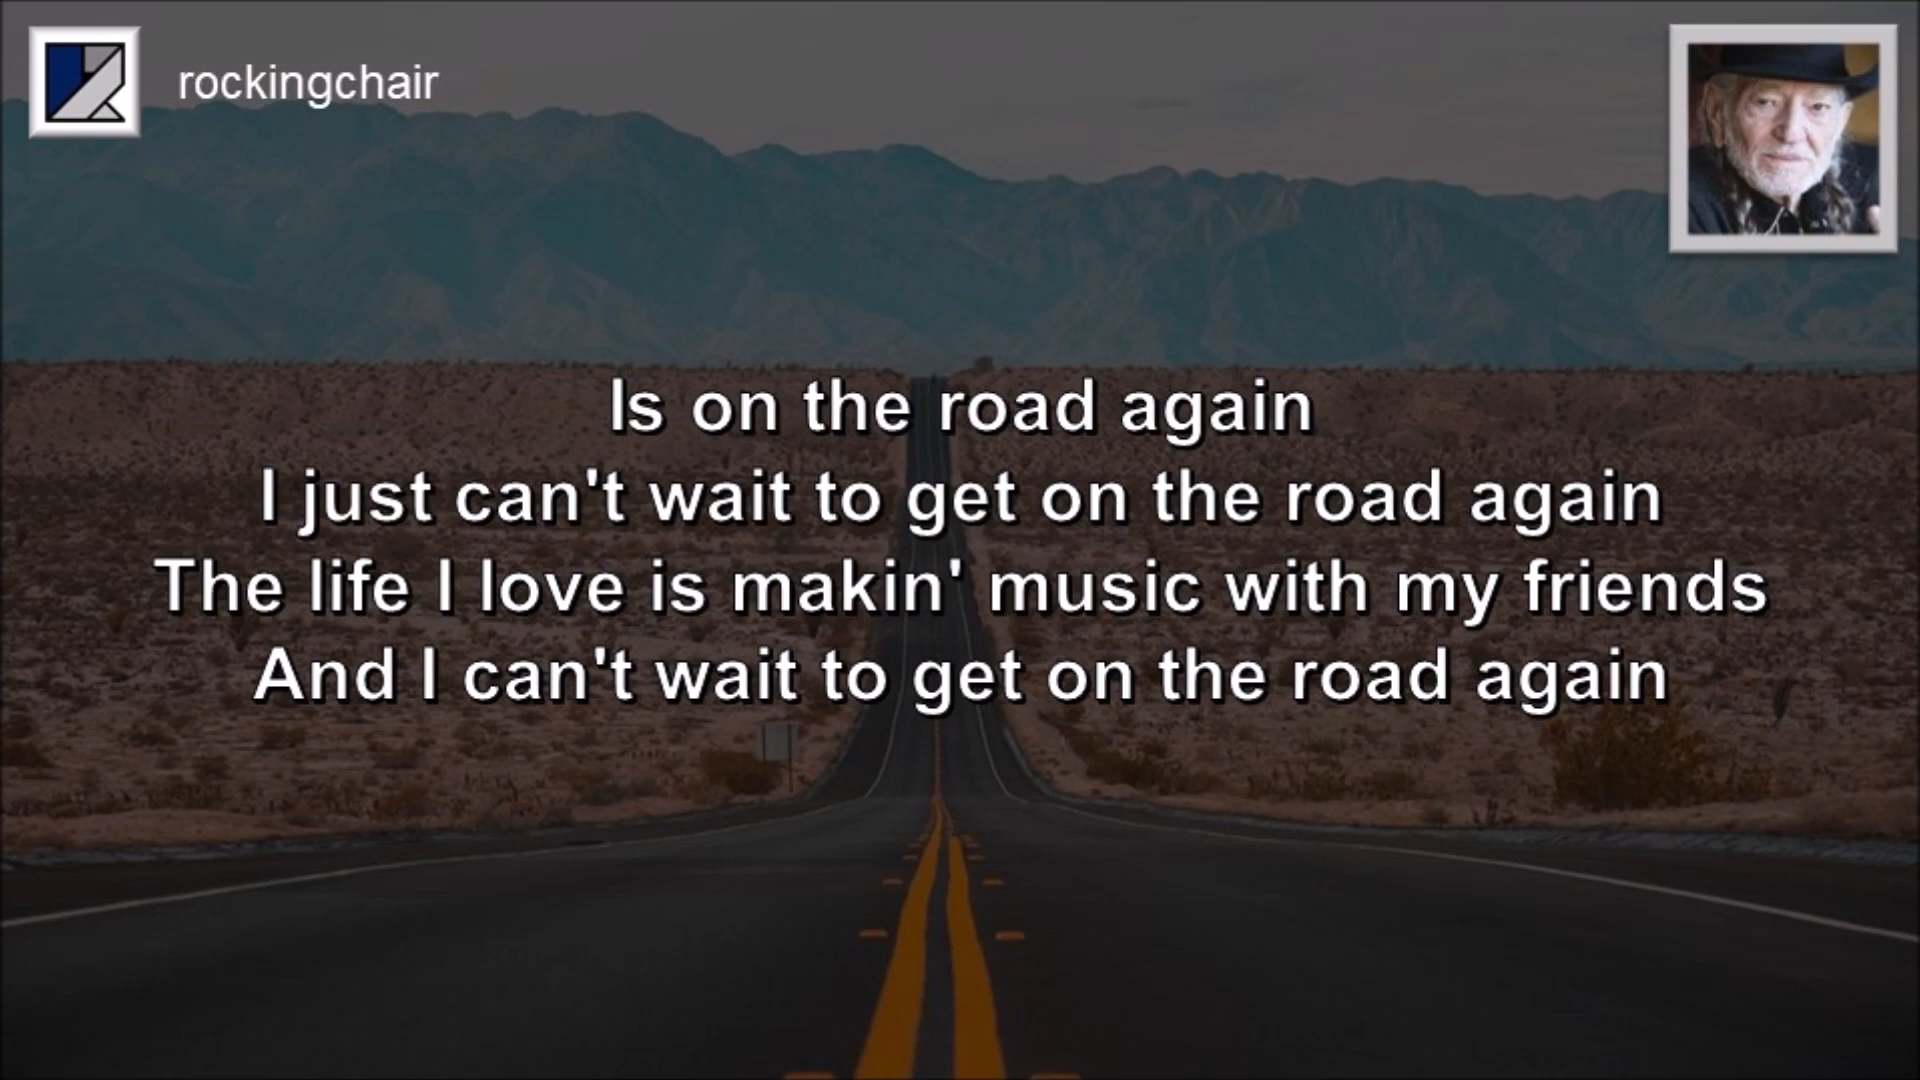 rockingchair
Is on the road again
I just can't wait to get on the road again
The life I love is makin' music with my friends
And I can't wait to get on the road again